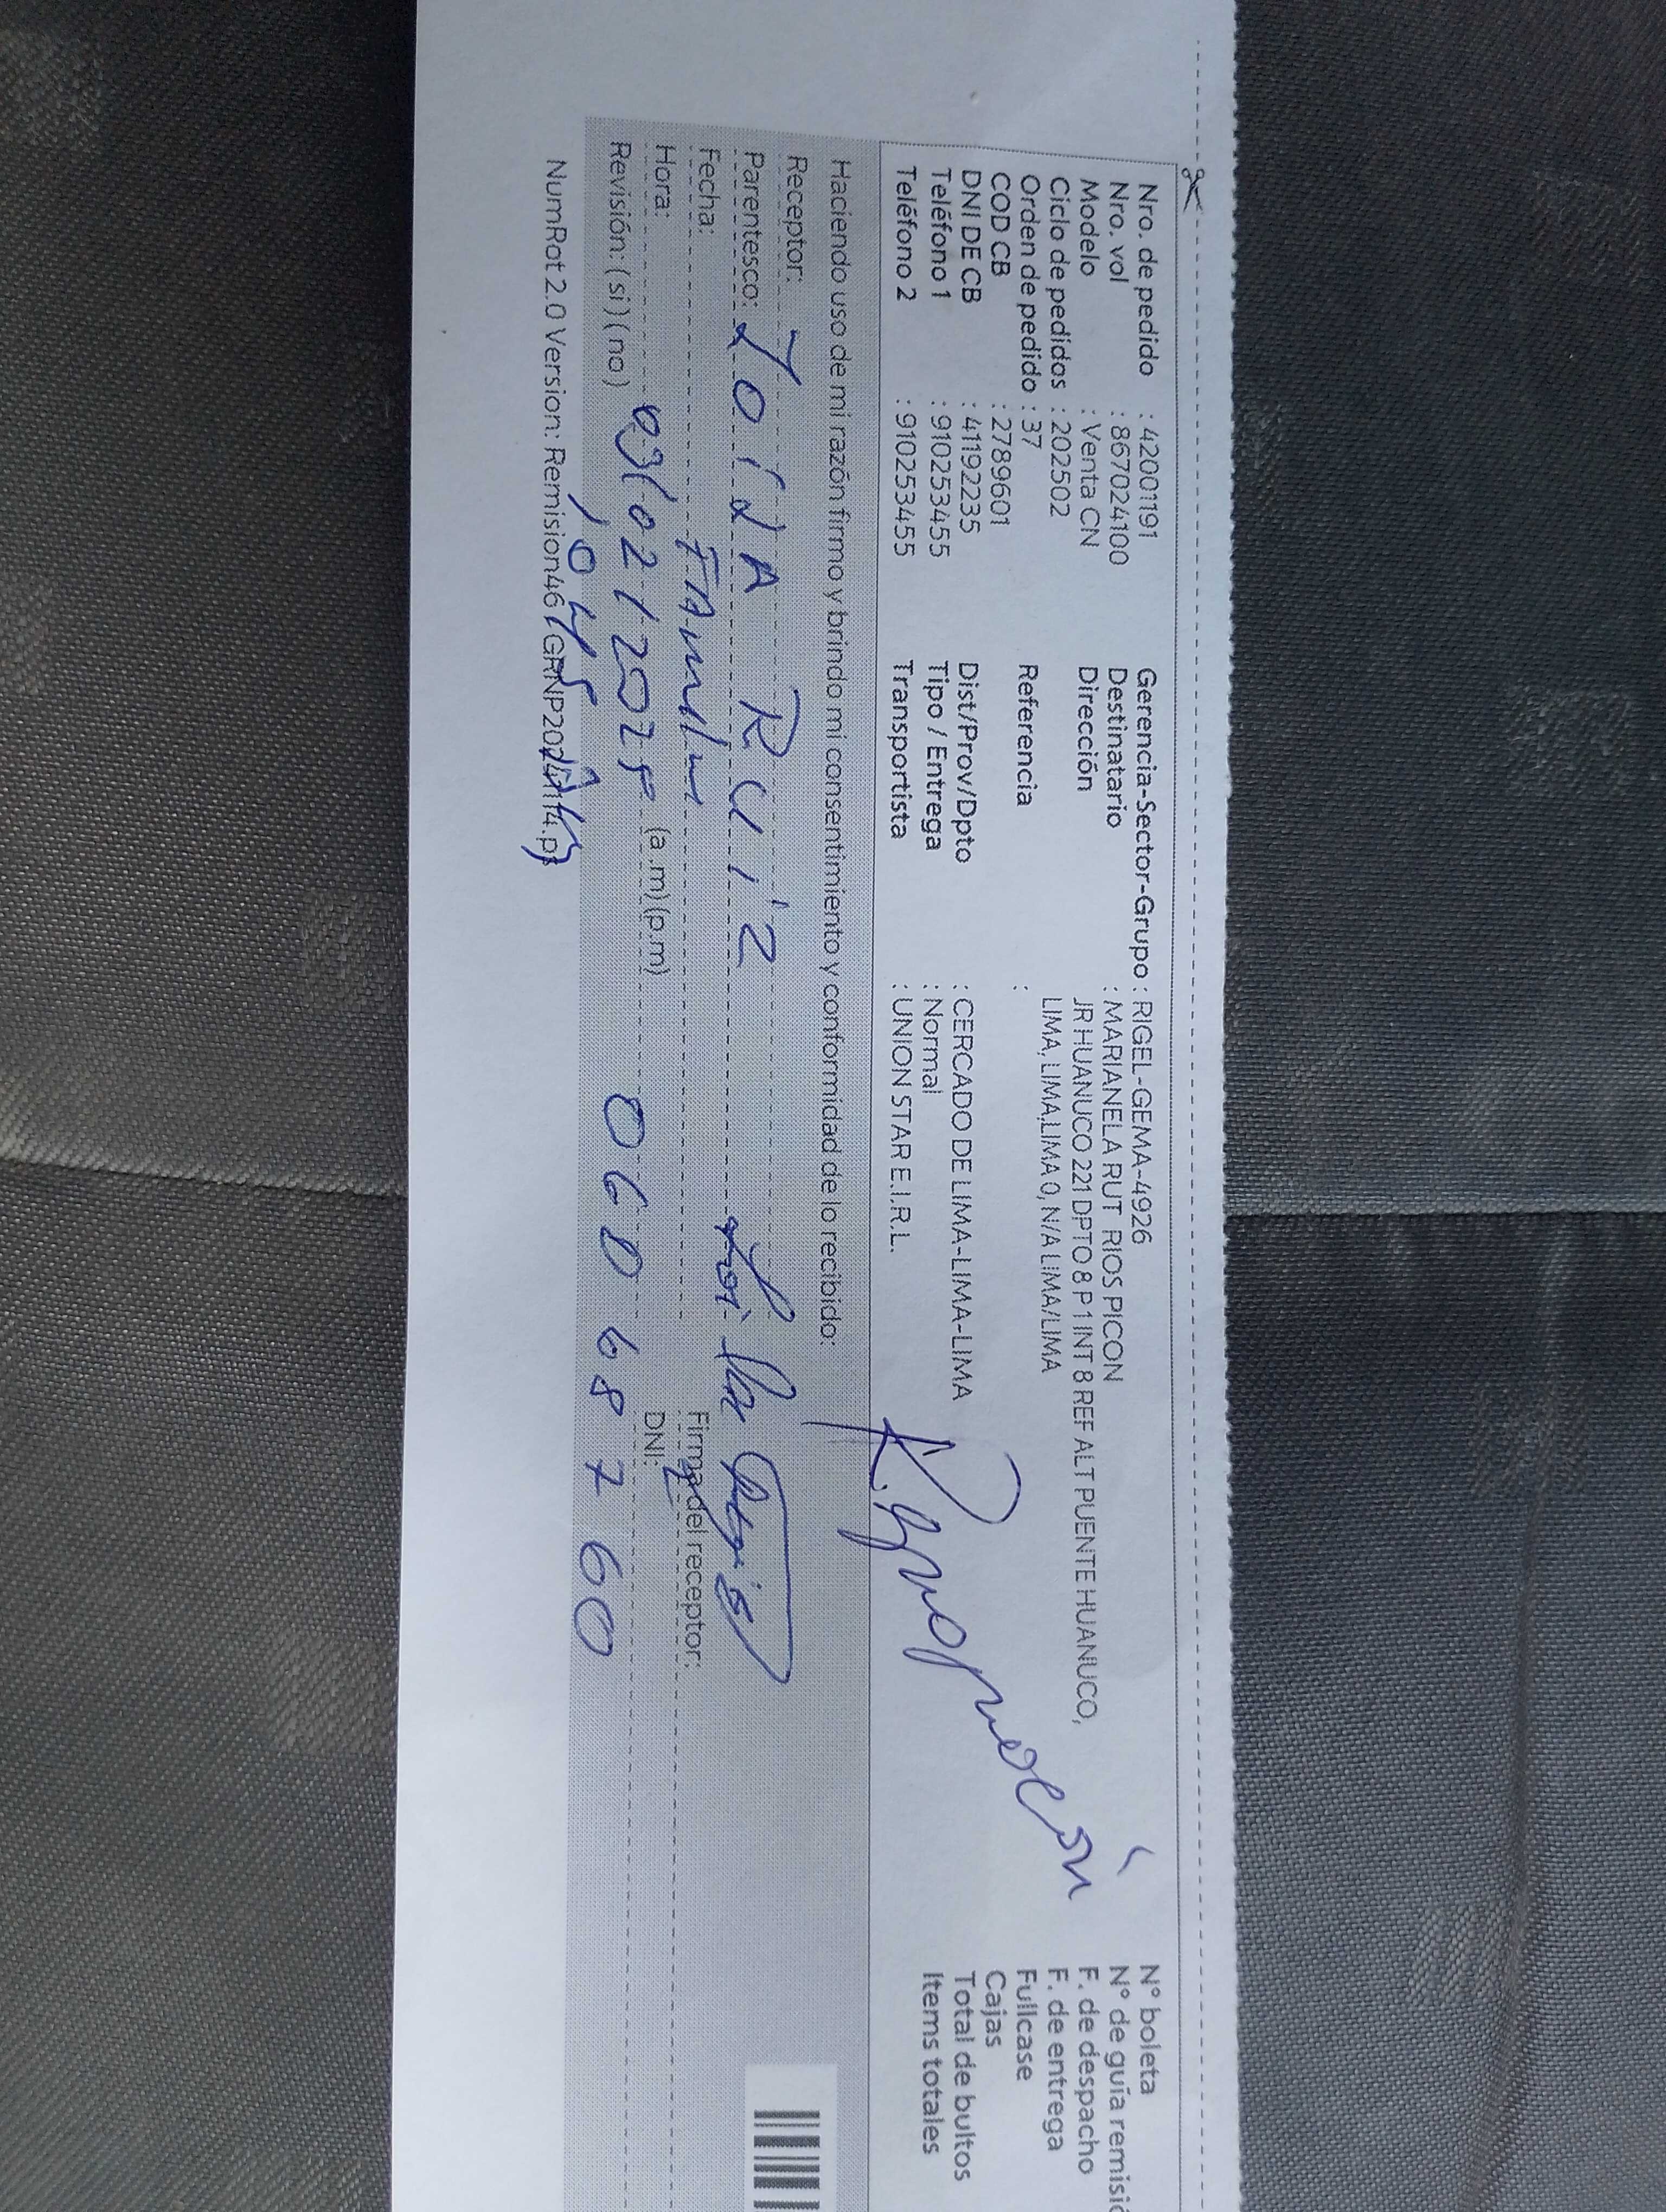 Nro. de pedido : 42001191
Nro. vol : 867024100
Modelo : Venta CN
Ciclo de pedidos : 202502
Orden de pedido : 37
COD CB : 2789601
DNI DE CB : 41192235
Teléfono 1 : 910253455
Teléfono 2 : 910253455
Gerencia-Sector-Grupo : RIGEL-GEMA-4926
Destinatario : MARIANELA RUT RIOS PICON
Dirección JR HUANUCO 221 DPTO 8 P 1 INT 8 REF ALT PUENTE HUANUCO,
LIMA, LIMA,LIMA 0, N/A LIMA/LIMA
Referencia :
Dist/Prov/Dpto : CERCADO DE LIMA-LIMA-LIMA
Tipo / Entrega : Normal
Transportista : UNION STAR E.I.R.L.
N° boleta
N° de guía remisió
F. de despacho
F. de entrega
Fullcase
Cajas
Total de bultos
Items totales
Haciendo uso de mi razón firmo y brindo mi consentimiento y conformidad de lo recibido:
Receptor: RUIZ
Parentesco:
Fecha: 09/02/2025
Hora: (a.m)(p.m)
Revisión: (si) (no)
Firma del receptor:
DNI:
NumRot 2.0 Version: Remision46